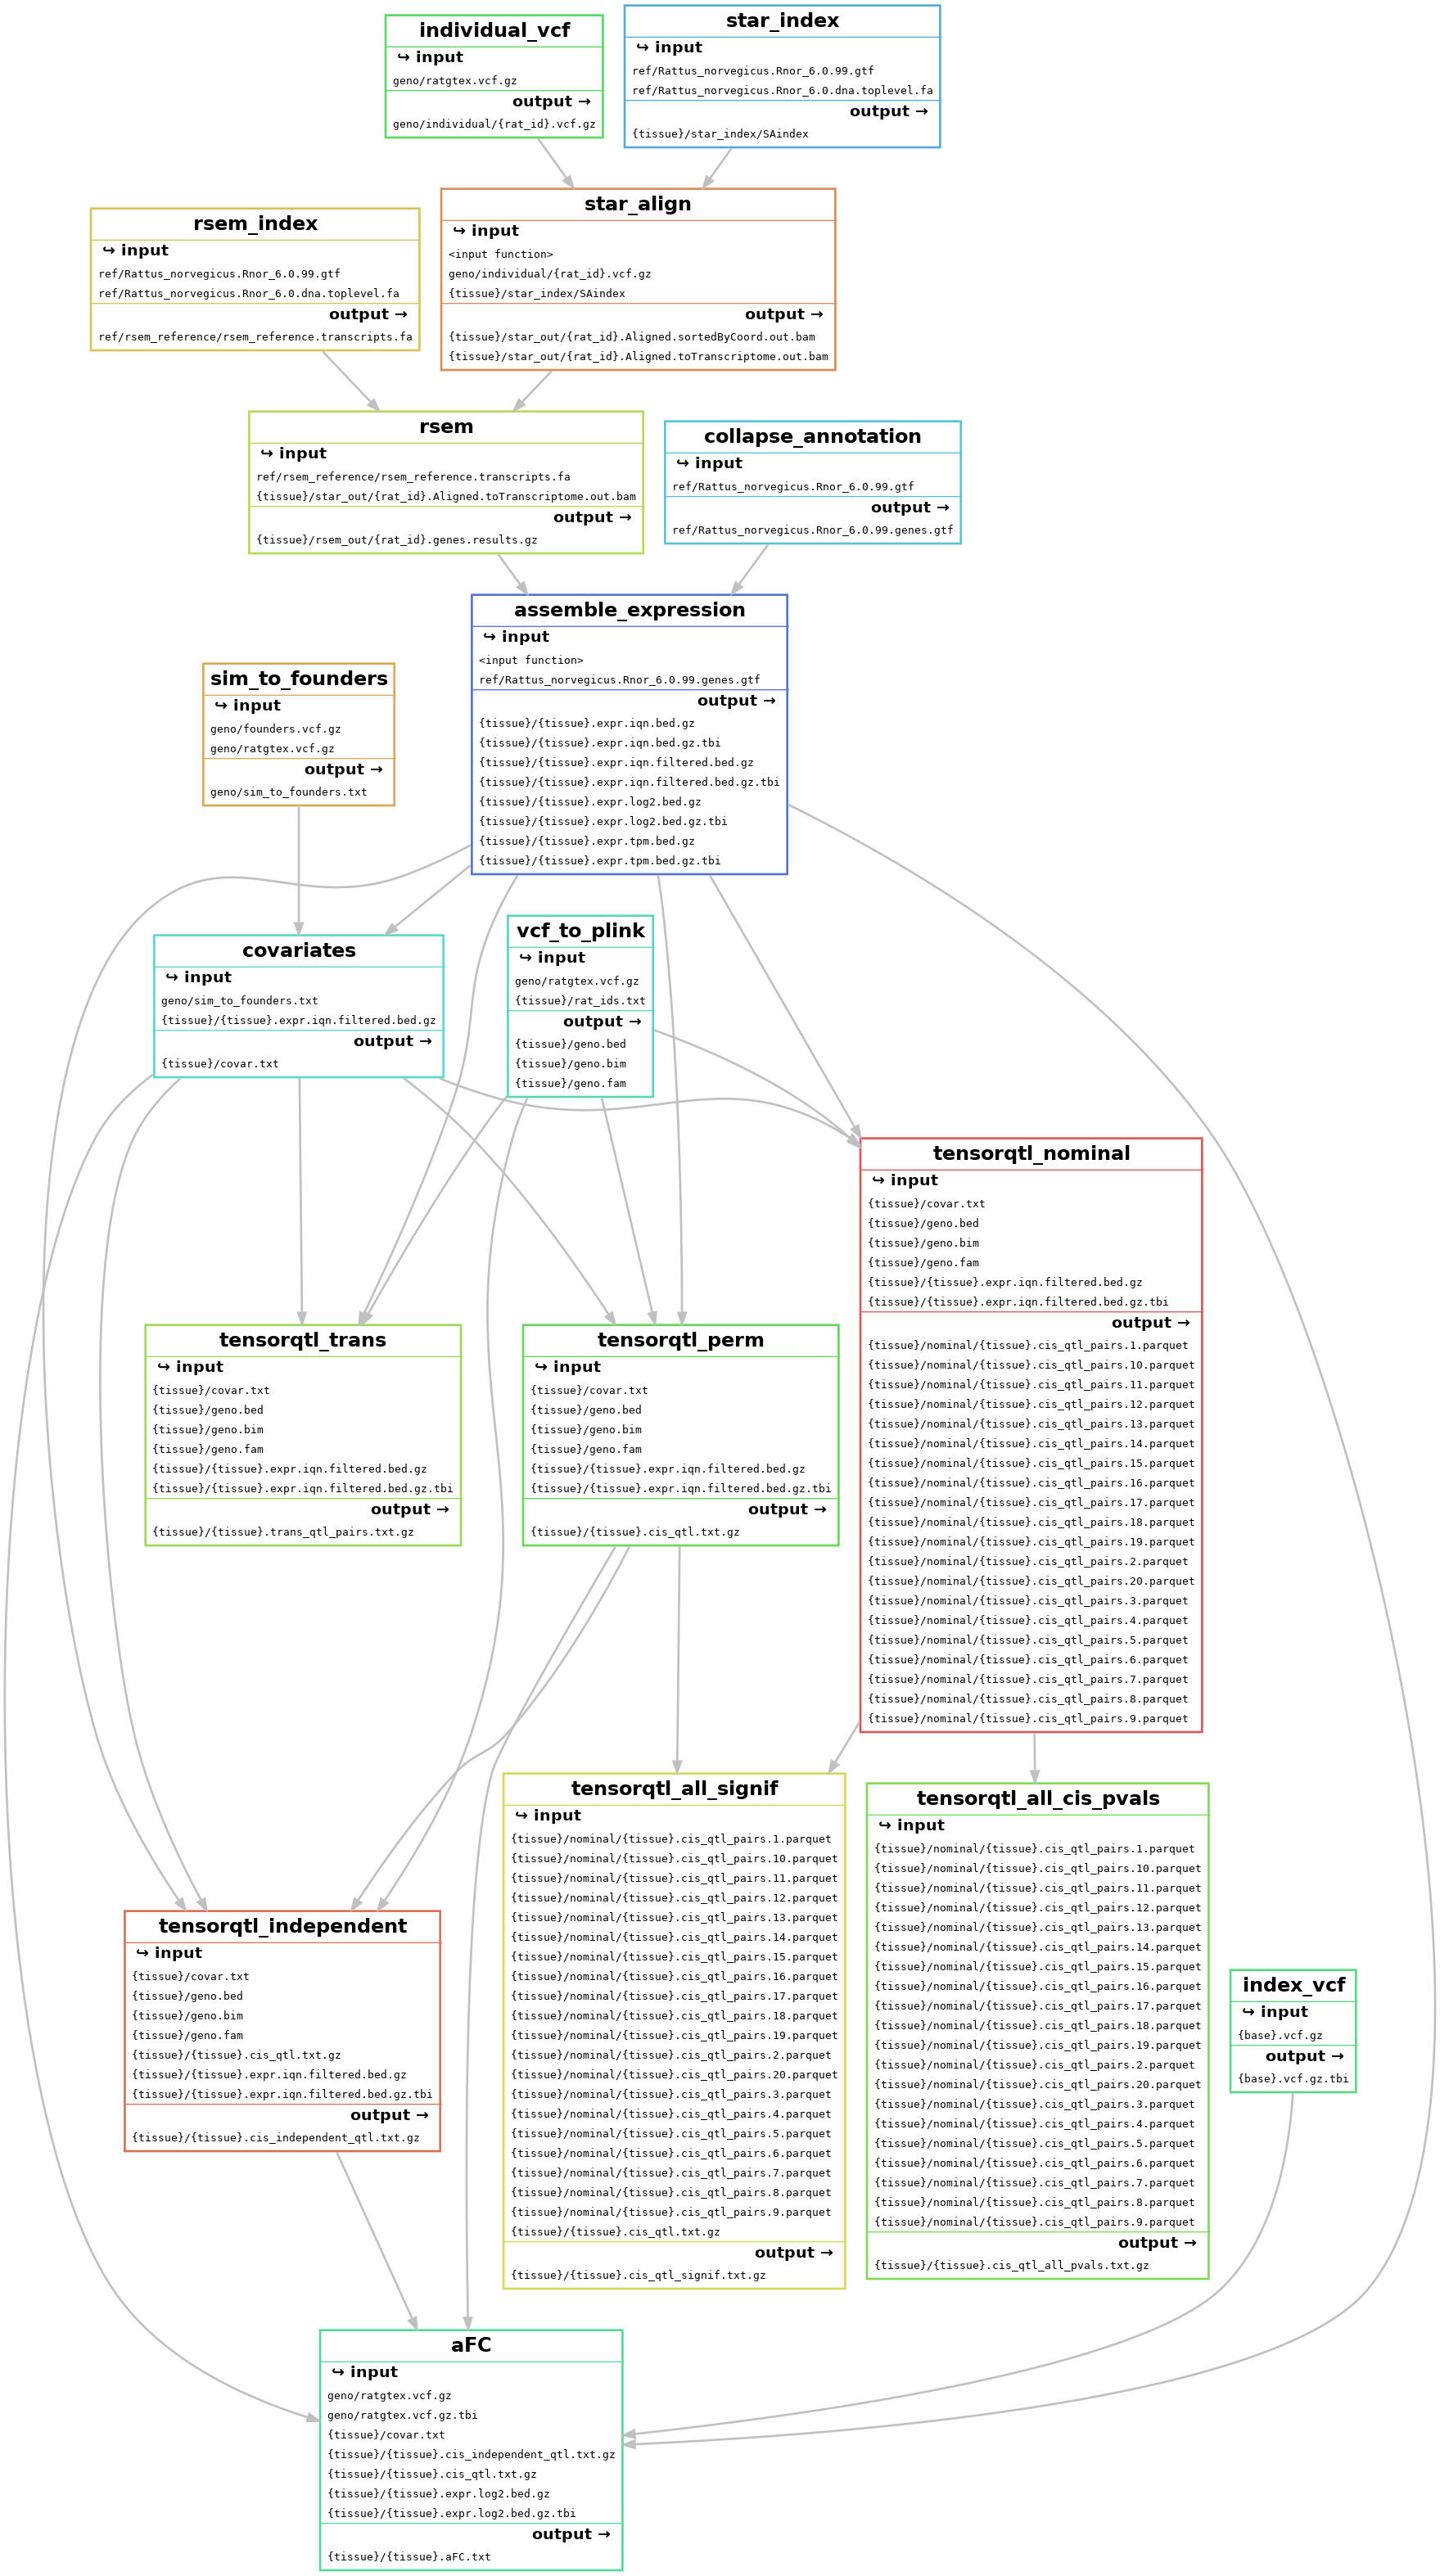 individual_vcf
↪ input
geno/ratgtex.vcf.gz
output →
geno/individual/{rat_id}.vcf.gz
star_index
↪ input
ref/Rattus_norvegicus.Rnor_6.0.99.gtf
ref/Rattus_norvegicus.Rnor_6.0.dna.toplevel.fa
output →
{tissue}/star_index/SAindex
rsem_index
↪ input
ref/Rattus_norvegicus.Rnor_6.0.99.gtf
ref/Rattus_norvegicus.Rnor_6.0.dna.toplevel.fa
output →
ref/rsem_reference/rsem_reference.transcripts.fa
star_align
↪ input
<input function>
geno/individual/{rat_id}.vcf.gz
{tissue}/star_index/SAindex
output →
{tissue}/star_out/{rat_id}.Aligned.sortedByCoord.out.bam
{tissue}/star_out/{rat_id}.Aligned.toTranscriptome.out.bam
rsem
↪ input
ref/rsem_reference/rsem_reference.transcripts.fa
{tissue}/star_out/{rat_id}.Aligned.toTranscriptome.out.bam
output →
{tissue}/rsem_out/{rat_id}.genes.results.gz
collapse_annotation
↪ input
ref/Rattus_norvegicus.Rnor_6.0.99.gtf
output →
ref/Rattus_norvegicus.Rnor_6.0.99.genes.gtf
assemble_expression
↪ input
<input function>
ref/Rattus_norvegicus.Rnor_6.0.99.genes.gtf
output →
{tissue}/{tissue}.expr.iqn.bed.gz
{tissue}/{tissue}.expr.iqn.bed.gz.tbi
{tissue}/{tissue}.expr.iqn.filtered.bed.gz
{tissue}/{tissue}.expr.iqn.filtered.bed.gz.tbi
{tissue}/{tissue}.expr.log2.bed.gz
{tissue}/{tissue}.expr.log2.bed.gz.tbi
{tissue}/{tissue}.expr.tpm.bed.gz
{tissue}/{tissue}.expr.tpm.bed.gz.tbi
sim_to_founders
↪ input
geno/founders.vcf.gz
geno/ratgtex.vcf.gz
output →
geno/sim_to_founders.txt
covariates
↪ input
geno/sim_to_founders.txt
{tissue}/{tissue}.expr.iqn.filtered.bed.gz
output →
{tissue}/covar.txt
vcf_to_plink
↪ input
geno/ratgtex.vcf.gz
{tissue}/rat_ids.txt
output →
{tissue}/geno.bed
{tissue}/geno.bim
{tissue}/geno.fam
tensorqtl_nominal
↪ input
{tissue}/covar.txt
{tissue}/geno.bed
{tissue}/geno.bim
{tissue}/geno.fam
{tissue}/{tissue}.expr.iqn.filtered.bed.gz
{tissue}/{tissue}.expr.iqn.filtered.bed.gz.tbi
output →
{tissue}/nominal/{tissue}.cis_qtl_pairs.1.parquet
{tissue}/nominal/{tissue}.cis_qtl_pairs.10.parquet
{tissue}/nominal/{tissue}.cis_qtl_pairs.11.parquet
{tissue}/nominal/{tissue}.cis_qtl_pairs.12.parquet
{tissue}/nominal/{tissue}.cis_qtl_pairs.13.parquet
{tissue}/nominal/{tissue}.cis_qtl_pairs.14.parquet
{tissue}/nominal/{tissue}.cis_qtl_pairs.15.parquet
{tissue}/nominal/{tissue}.cis_qtl_pairs.16.parquet
{tissue}/nominal/{tissue}.cis_qtl_pairs.17.parquet
{tissue}/nominal/{tissue}.cis_qtl_pairs.18.parquet
{tissue}/nominal/{tissue}.cis_qtl_pairs.19.parquet
{tissue}/nominal/{tissue}.cis_qtl_pairs.2.parquet
{tissue}/nominal/{tissue}.cis_qtl_pairs.20.parquet
{tissue}/nominal/{tissue}.cis_qtl_pairs.3.parquet
{tissue}/nominal/{tissue}.cis_qtl_pairs.4.parquet
{tissue}/nominal/{tissue}.cis_qtl_pairs.5.parquet
{tissue}/nominal/{tissue}.cis_qtl_pairs.6.parquet
{tissue}/nominal/{tissue}.cis_qtl_pairs.7.parquet
{tissue}/nominal/{tissue}.cis_qtl_pairs.8.parquet
{tissue}/nominal/{tissue}.cis_qtl_pairs.9.parquet
tensorqtl_trans
↪ input
{tissue}/covar.txt
{tissue}/geno.bed
{tissue}/geno.bim
{tissue}/geno.fam
{tissue}/{tissue}.expr.iqn.filtered.bed.gz
{tissue}/{tissue}.expr.iqn.filtered.bed.gz.tbi
output →
{tissue}/{tissue}.trans_qtl_pairs.txt.gz
tensorqtl_perm
↪ input
{tissue}/covar.txt
{tissue}/geno.bed
{tissue}/geno.bim
{tissue}/geno.fam
{tissue}/{tissue}.expr.iqn.filtered.bed.gz
{tissue}/{tissue}.expr.iqn.filtered.bed.gz.tbi
output →
{tissue}/{tissue}.cis_qtl.txt.gz
tensorqtl_all_signif
↪ input
{tissue}/nominal/{tissue}.cis_qtl_pairs.1.parquet
{tissue}/nominal/{tissue}.cis_qtl_pairs.10.parquet
{tissue}/nominal/{tissue}.cis_qtl_pairs.11.parquet
{tissue}/nominal/{tissue}.cis_qtl_pairs.12.parquet
{tissue}/nominal/{tissue}.cis_qtl_pairs.13.parquet
{tissue}/nominal/{tissue}.cis_qtl_pairs.14.parquet
{tissue}/nominal/{tissue}.cis_qtl_pairs.15.parquet
{tissue}/nominal/{tissue}.cis_qtl_pairs.16.parquet
{tissue}/nominal/{tissue}.cis_qtl_pairs.17.parquet
{tissue}/nominal/{tissue}.cis_qtl_pairs.18.parquet
{tissue}/nominal/{tissue}.cis_qtl_pairs.19.parquet
{tissue}/nominal/{tissue}.cis_qtl_pairs.2.parquet
{tissue}/nominal/{tissue}.cis_qtl_pairs.20.parquet
{tissue}/nominal/{tissue}.cis_qtl_pairs.3.parquet
{tissue}/nominal/{tissue}.cis_qtl_pairs.4.parquet
{tissue}/nominal/{tissue}.cis_qtl_pairs.5.parquet
{tissue}/nominal/{tissue}.cis_qtl_pairs.6.parquet
{tissue}/nominal/{tissue}.cis_qtl_pairs.7.parquet
{tissue}/nominal/{tissue}.cis_qtl_pairs.8.parquet
{tissue}/nominal/{tissue}.cis_qtl_pairs.9.parquet
{tissue}/{tissue}.cis_qtl.txt.gz
output →
{tissue}/{tissue}.cis_qtl_signif.txt.gz
tensorqtl_all_cis_pvals
↪ input
{tissue}/nominal/{tissue}.cis_qtl_pairs.1.parquet
{tissue}/nominal/{tissue}.cis_qtl_pairs.10.parquet
{tissue}/nominal/{tissue}.cis_qtl_pairs.11.parquet
{tissue}/nominal/{tissue}.cis_qtl_pairs.12.parquet
{tissue}/nominal/{tissue}.cis_qtl_pairs.13.parquet
{tissue}/nominal/{tissue}.cis_qtl_pairs.14.parquet
{tissue}/nominal/{tissue}.cis_qtl_pairs.15.parquet
{tissue}/nominal/{tissue}.cis_qtl_pairs.16.parquet
{tissue}/nominal/{tissue}.cis_qtl_pairs.17.parquet
{tissue}/nominal/{tissue}.cis_qtl_pairs.18.parquet
{tissue}/nominal/{tissue}.cis_qtl_pairs.19.parquet
{tissue}/nominal/{tissue}.cis_qtl_pairs.2.parquet
{tissue}/nominal/{tissue}.cis_qtl_pairs.20.parquet
{tissue}/nominal/{tissue}.cis_qtl_pairs.3.parquet
{tissue}/nominal/{tissue}.cis_qtl_pairs.4.parquet
{tissue}/nominal/{tissue}.cis_qtl_pairs.5.parquet
{tissue}/nominal/{tissue}.cis_qtl_pairs.6.parquet
{tissue}/nominal/{tissue}.cis_qtl_pairs.7.parquet
{tissue}/nominal/{tissue}.cis_qtl_pairs.8.parquet
{tissue}/nominal/{tissue}.cis_qtl_pairs.9.parquet
output →
{tissue}/{tissue}.cis_qtl_all_pvals.txt.gz
tensorqtl_independent
↪ input
{tissue}/covar.txt
{tissue}/geno.bed
{tissue}/geno.bim
{tissue}/geno.fam
{tissue}/{tissue}.cis_qtl.txt.gz
{tissue}/{tissue}.expr.iqn.filtered.bed.gz
{tissue}/{tissue}.expr.iqn.filtered.bed.gz.tbi
output →
{tissue}/{tissue}.cis_independent_qtl.txt.gz
index_vcf
↪ input
{base}.vcf.gz
output →
{base}.vcf.gz.tbi
aFC
↪ input
geno/ratgtex.vcf.gz
geno/ratgtex.vcf.gz.tbi
{tissue}/covar.txt
{tissue}/{tissue}.cis_independent_qtl.txt.gz
{tissue}/{tissue}.cis_qtl.txt.gz
{tissue}/{tissue}.expr.log2.bed.gz
{tissue}/{tissue}.expr.log2.bed.gz.tbi
output →
{tissue}/{tissue}.aFC.txt